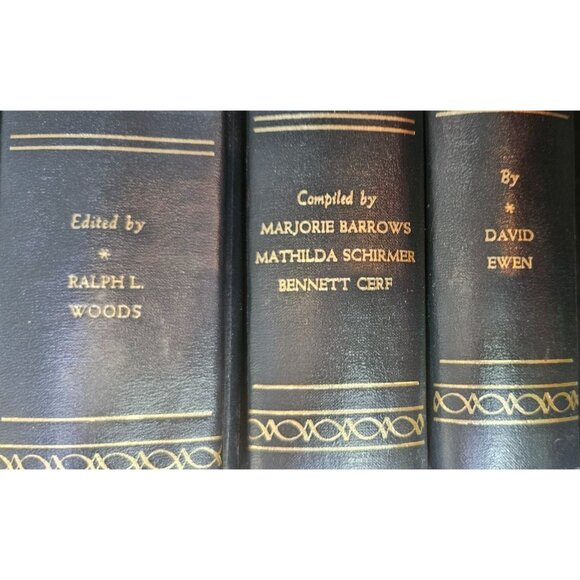 Edited by
*
RALPH L.
WOODS
Compiled by
MARJORIE BARROWS
MATHILDA SCHIRMER
BENNETT CERF
By
*
DAVID
EWEN